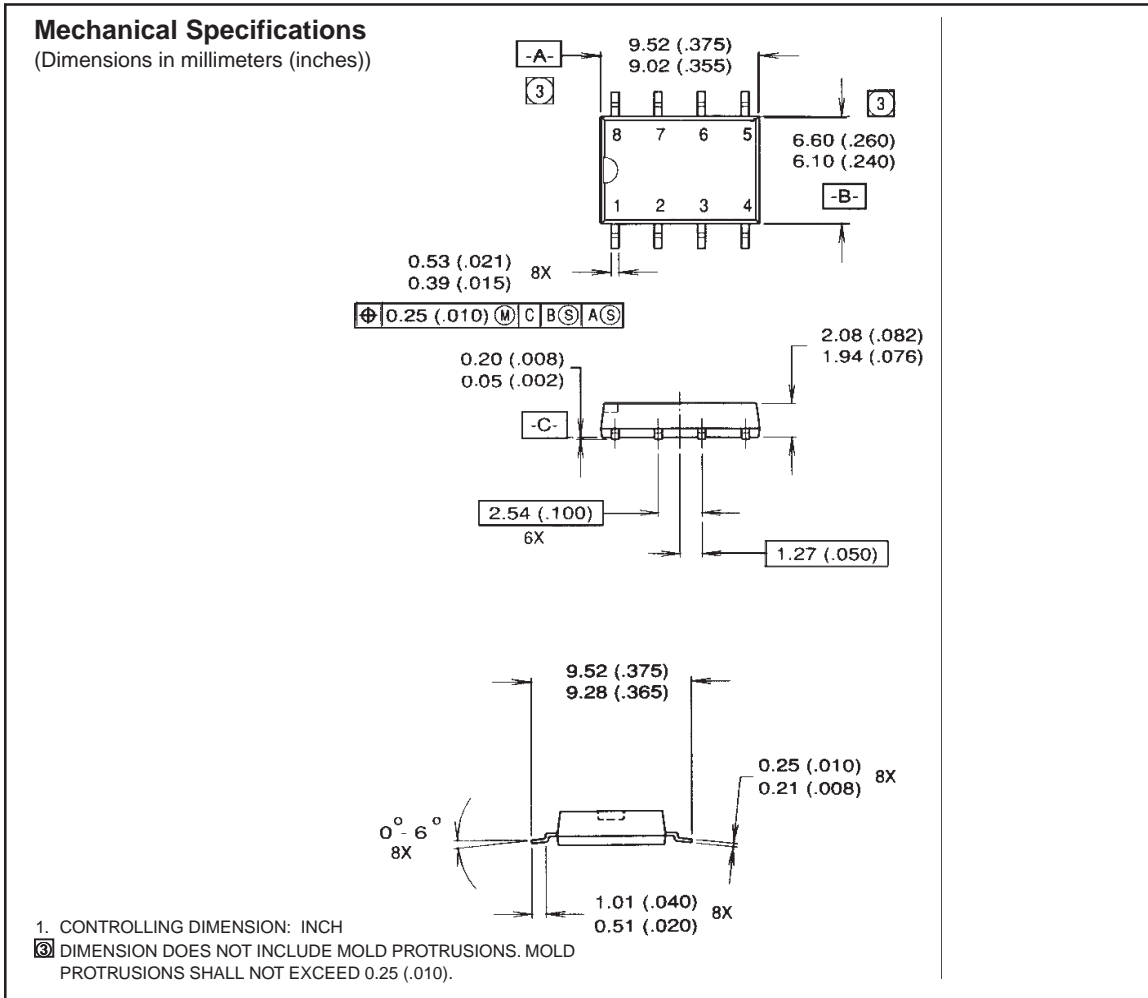 Mechanical Specifications
(Dimensions in millimeters (inches))
-A-
9.52 (.375)
9.02 (.355)
3
3
8 7 6 5
6.60 (.260)
6.10 (.240)
-B-
1 2 3 4
0.53 (.021)
0.39 (.015)
8X
⌖ 0.25 (.010) Ⓜ C B Ⓢ A Ⓢ
2.08 (.082)
1.94 (.076)
0.20 (.008)
0.05 (.002)
-C-
2.54 (.100)
6X
1.27 (.050)
9.52 (.375)
9.28 (.365)
0.25 (.010)
0.21 (.008)
8X
0°- 6°
8X
1.01 (.040)
0.51 (.020)
8X
1. CONTROLLING DIMENSION: INCH
3 DIMENSION DOES NOT INCLUDE MOLD PROTRUSIONS. MOLD
PROTRUSIONS SHALL NOT EXCEED 0.25 (.010).